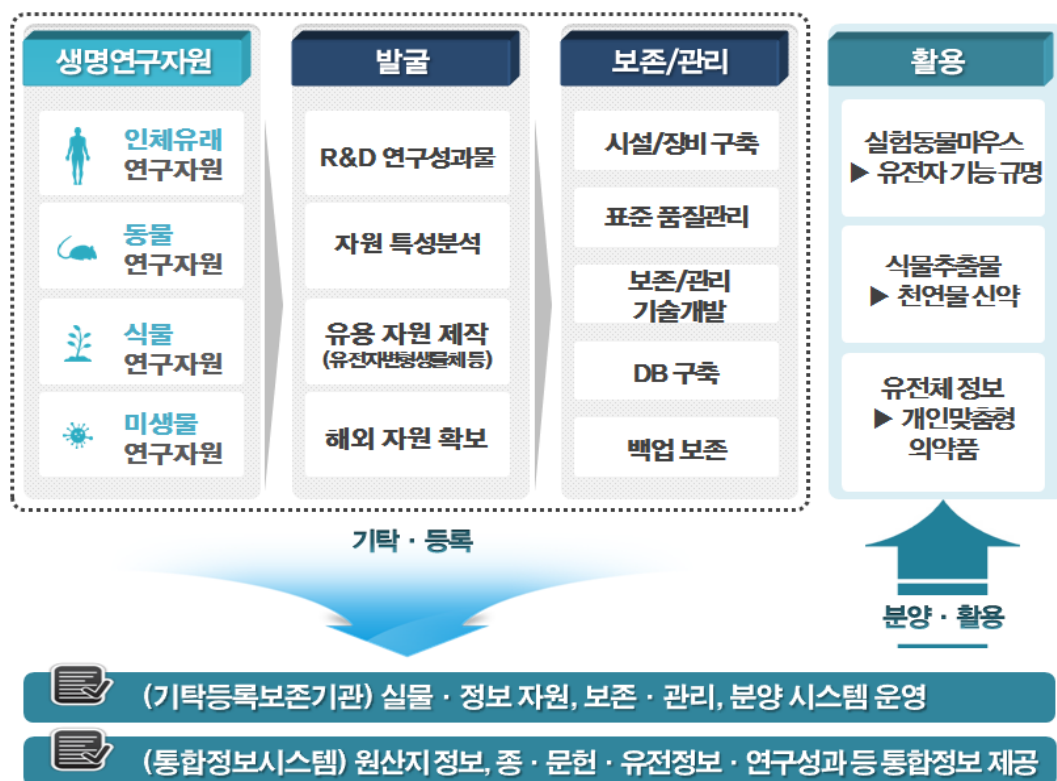 생명연구자원
인체유래
연구자원
동물
연구자원
식물
연구자원
미생물
연구자원
발굴
R&D 연구성과물
자원 특성분석
유용 자원 제작
(유전자변형생물체 등)
해외 자원 확보
보존/관리
시설/장비 구축
표준 품질관리
보존/관리
기술개발
DB 구축
백업 보존
활용
실험동물마우스
▶ 유전자 기능 규명
식물추출물
▶ 천연물 신약
유전체 정보
▶ 개인맞춤형
의약품
기탁 · 등록
분양 · 활용
(기탁등록보존기관) 실물 · 정보 자원, 보존 · 관리, 분양 시스템 운영
(통합정보시스템) 원산지 정보, 종 · 문헌 · 유전정보 · 연구성과 등 통합정보 제공